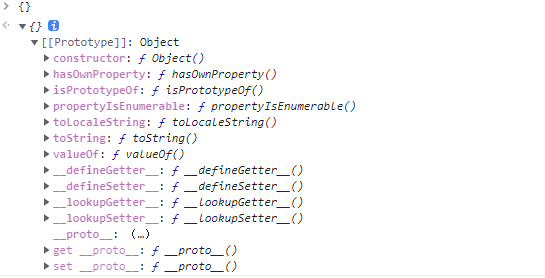 > {}
<· ▼ {} i
▼ [[Prototype]]: Object
▶ constructor: ƒ Object()
▶ hasOwnProperty: ƒ hasOwnProperty()
▶ isPrototypeOf: ƒ isPrototypeOf()
▶ propertyIsEnumerable: ƒ propertyIsEnumerable()
▶ toLocaleString: ƒ toLocaleString()
▶ toString: ƒ toString()
▶ valueOf: ƒ valueOf()
▶ __defineGetter__: ƒ __defineGetter__()
▶ __defineSetter__: ƒ __defineSetter__()
▶ __lookupGetter__: ƒ __lookupGetter__()
▶ __lookupSetter__: ƒ __lookupSetter__()
__proto__: (…)
▶ get __proto__: ƒ __proto__()
▶ set __proto__: ƒ __proto__()